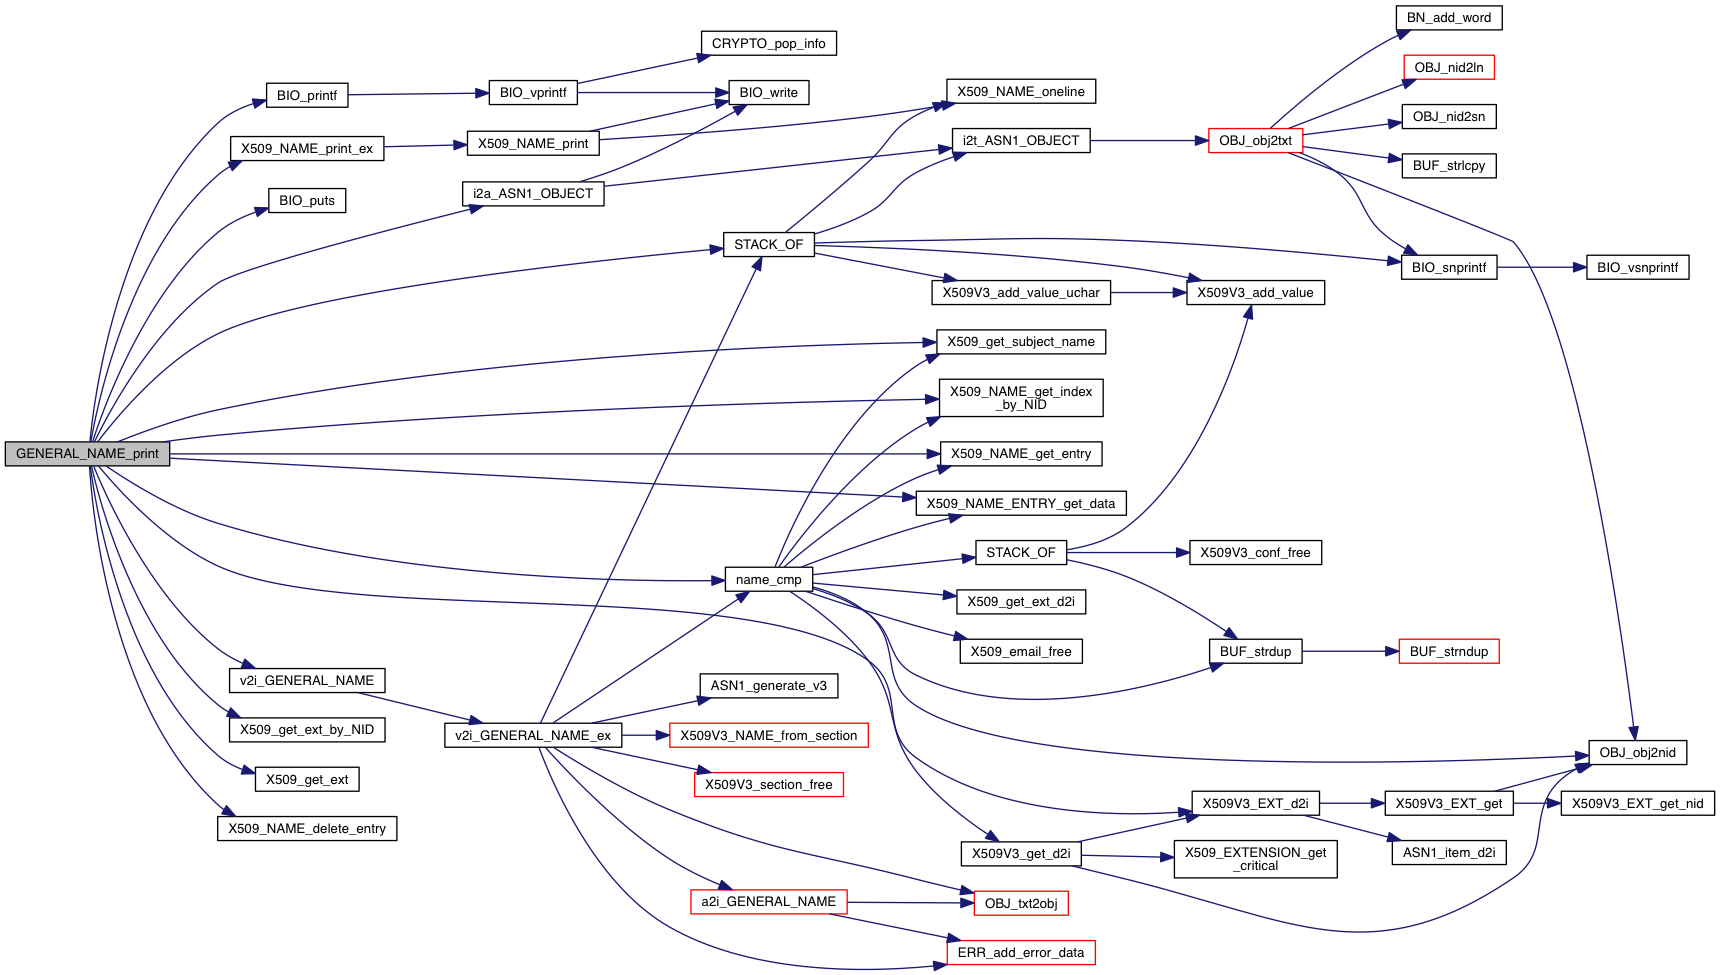 GENERAL_NAME_print
BIO_printf
X509_NAME_print_ex
BIO_puts
v2i_GENERAL_NAME
X509_get_ext_by_NID
X509_get_ext
X509_NAME_delete_entry
BIO_vprintf
X509_NAME_print
i2a_ASN1_OBJECT
v2i_GENERAL_NAME_ex
CRYPTO_pop_info
BIO_write
STACK_OF
name_cmp
ASN1_generate_v3
X509V3_NAME_from_section
X509V3_section_free
a2i_GENERAL_NAME
X509_NAME_oneline
i2t_ASN1_OBJECT
X509V3_add_value_uchar
X509_get_subject_name
X509_NAME_get_index
_by_NID
X509_NAME_get_entry
X509_NAME_ENTRY_get_data
STACK_OF
X509_get_ext_d2i
X509_email_free
X509V3_get_d2i
OBJ_txt2obj
ERR_add_error_data
OBJ_obj2txt
X509V3_add_value
X509V3_conf_free
BUF_strdup
X509V3_EXT_d2i
X509_EXTENSION_get
_critical
BN_add_word
OBJ_nid2ln
OBJ_nid2sn
BUF_strlcpy
BIO_snprintf
BUF_strndup
X509V3_EXT_get
ASN1_item_d2i
BIO_vsnprintf
OBJ_obj2nid
X509V3_EXT_get_nid